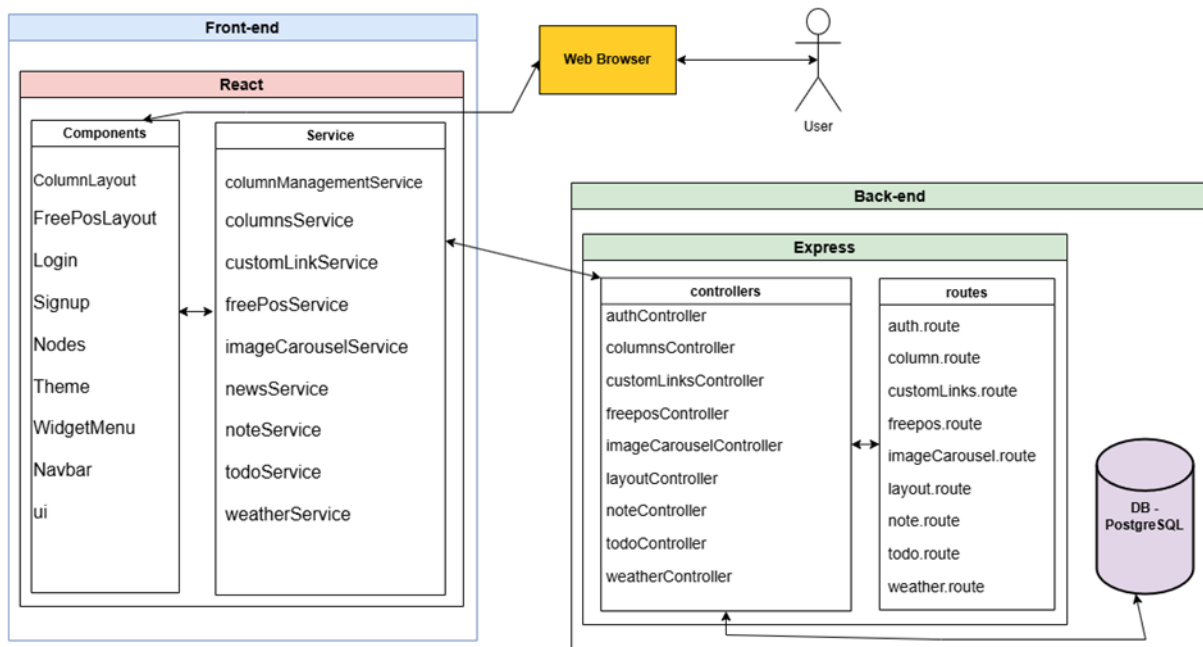 Front-end
React
Components
ColumnLayout
FreePosLayout
Login
Signup
Nodes
Theme
WidgetMenu
Navbar
ui
Service
columnManagementService
columnsService
customLinkService
freePosService
imageCarouselService
newsService
noteService
todoService
weatherService
Web Browser
User
Back-end
Express
controllers
authController
columnsController
customLinksController
freeposController
imageCarouselController
layoutController
noteController
todoController
weatherController
routes
auth.route
column.route
customLinks.route
freepos.route
imageCarousel.route
layout.route
note.route
todo.route
weather.route
DB -
PostgreSQL